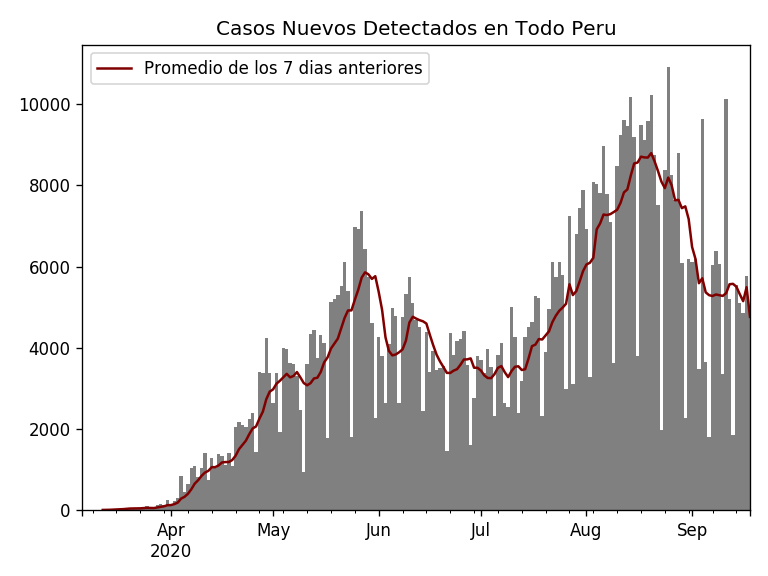 Casos Nuevos Detectados en Todo Peru
Promedio de los 7 dias anteriores
10000
8000
6000
4000
2000
0
Apr May Jun Jul Aug Sep
2020